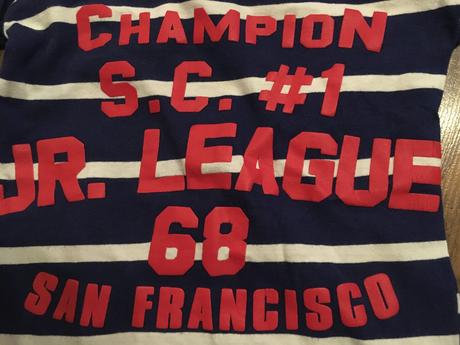 CHAMPION
S.C. #1
JR. LEAGUE
68
SAN FRANCISCO